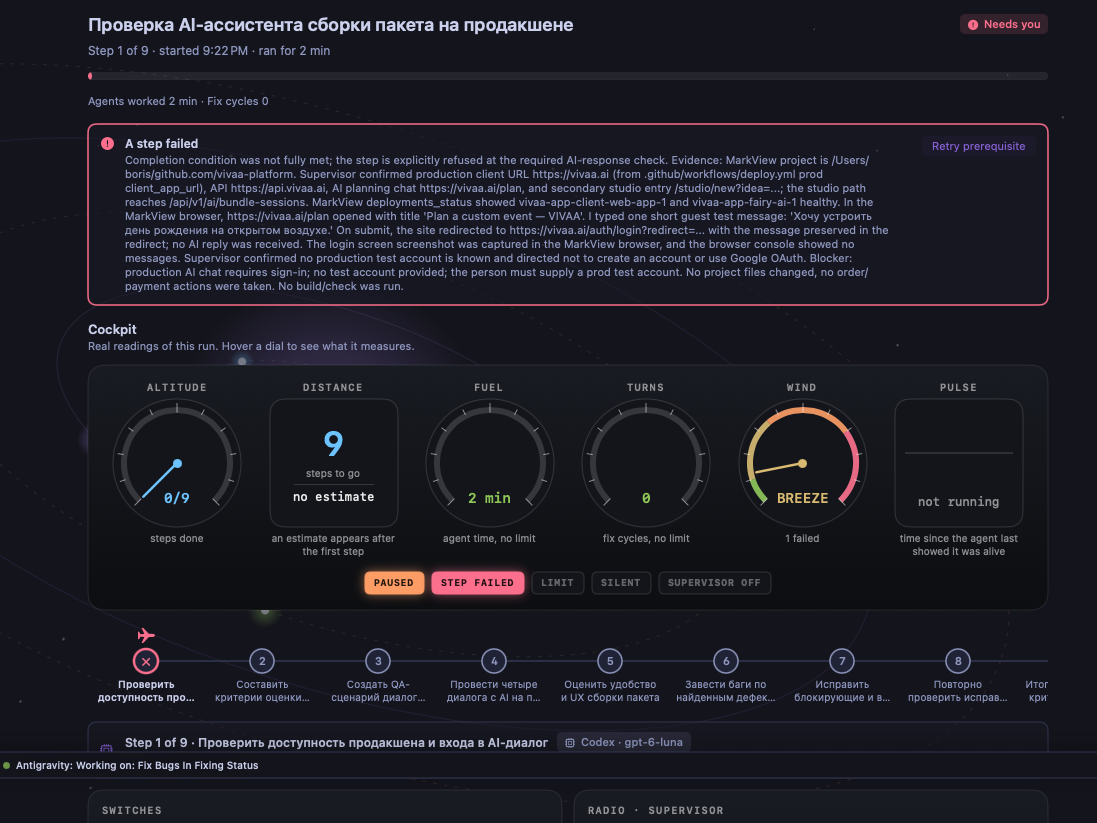 Проверка AI-ассистента сборки пакета на продакшене
Needs you
Step 1 of 9 · started 9:22 PM · ran for 2 min
Agents worked 2 min · Fix cycles 0
A step failed
Retry prerequisite
Completion condition was not fully met; the step is explicitly refused at the required AI-response check. Evidence: MarkView project is /Users/
boris/github.com/vivaa-platform. Supervisor confirmed production client URL https://vivaa.ai (from .github/workflows/deploy.yml prod
client_app_url), API https://api.vivaa.ai, AI planning chat https://vivaa.ai/plan, and secondary studio entry /studio/new?idea=...; the studio path
reaches /api/v1/ai/bundle-sessions. MarkView deployments_status showed vivaa-app-client-web-app-1 and vivaa-app-fairy-ai-1 healthy. In the
MarkView browser, https://vivaa.ai/plan opened with title 'Plan a custom event — VIVAA'. I typed one short guest test message: 'Хочу устроить
день рождения на открытом воздухе.' On submit, the site redirected to https://vivaa.ai/auth/login?redirect=... with the message preserved in the
redirect; no AI reply was received. The login screen screenshot was captured in the MarkView browser, and the browser console showed no
messages. Supervisor confirmed no production test account is known and directed not to create an account or use Google OAuth. Blocker:
production AI chat requires sign-in; no test account provided; the person must supply a prod test account. No project files changed, no order/
payment actions were taken. No build/check was run.
Cockpit
Real readings of this run. Hover a dial to see what it measures.
ALTITUDE
DISTANCE
FUEL
TURNS
WIND
PULSE
0/9
9
steps to go
no estimate
2 min
0
BREEZE
not running
steps done
an estimate appears after
the first step
agent time, no limit
fix cycles, no limit
1 failed
time since the agent last
showed it was alive
PAUSED
STEP FAILED
LIMIT
SILENT
SUPERVISOR OFF
2
3
4
5
6
7
8
Проверить
доступность про...
Составить
критерии оценки...
Создать QA-
сценарий диалог...
Провести четыре
диалога с AI на п...
Оценить удобство
и UX сборки пакета
Завести баги по
найденным дефек...
Исправить
блокирующие и в...
Повторно
проверить исправ...
Итог
кри
Step 1 of 9 · Проверить доступность продакшена и входа в AI-диалог
Codex · gpt-6-luna
Antigravity: Working on: Fix Bugs In Fixing Status
SWITCHES
RADIO · SUPERVISOR